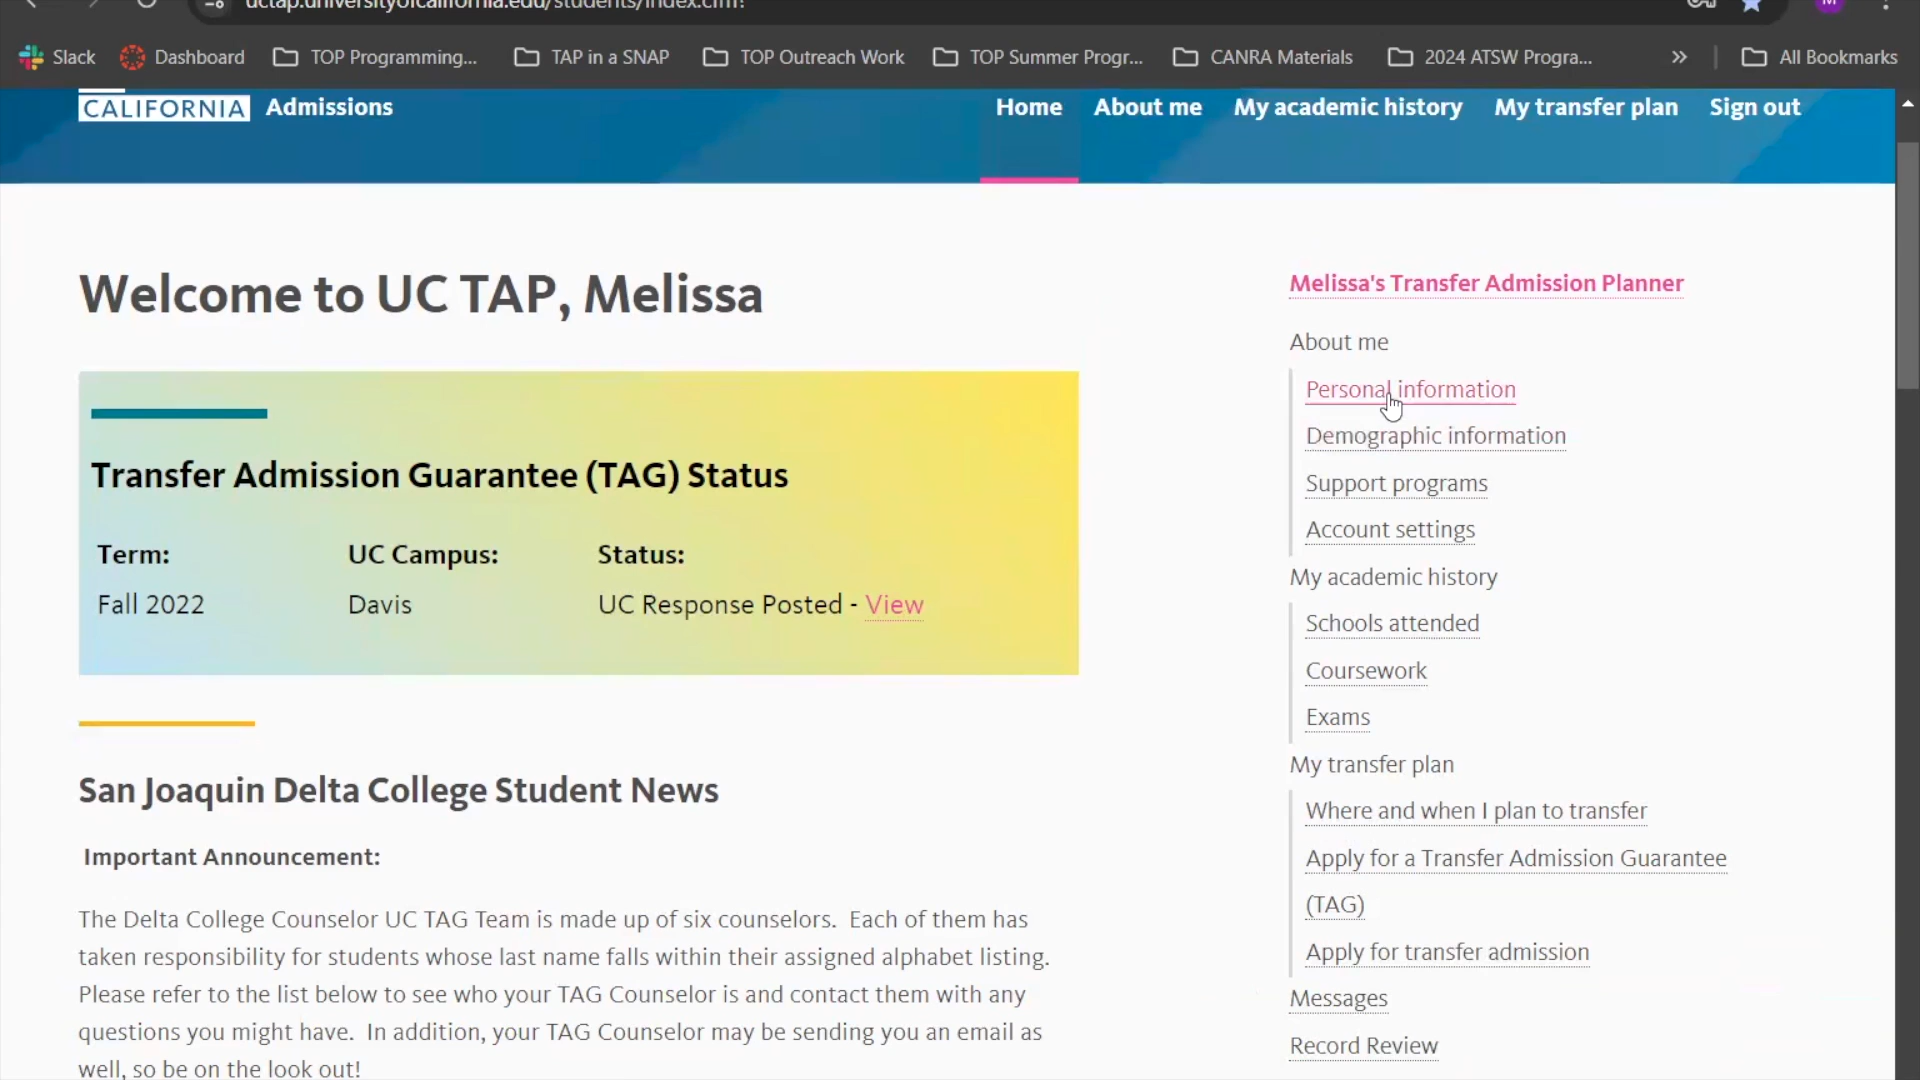 uctap.universityofcalifornia.edu/students/index.cfm?
M
Slack
Dashboard
TOP Programming...
TAP in a SNAP
TOP Outreach Work
TOP Summer Progr...
CANRA Materials
2024 ATSW Progra...
»
All Bookmarks
CALIFORNIA
Admissions
Home
About me
My academic history
My transfer plan
Sign out
Welcome to UC TAP, Melissa
Transfer Admission Guarantee (TAG) Status
Term: UC Campus: Status:
Fall 2022 Davis UC Response Posted - View
San Joaquin Delta College Student News
Important Announcement:
The Delta College Counselor UC TAG Team is made up of six counselors. Each of them has
taken responsibility for students whose last name falls within their assigned alphabet listing.
Please refer to the list below to see who your TAG Counselor is and contact them with any
questions you might have. In addition, your TAG Counselor may be sending you an email as
well, so be on the look out!
Melissa's Transfer Admission Planner
About me
Personal information
Demographic information
Support programs
Account settings
My academic history
Schools attended
Coursework
Exams
My transfer plan
Where and when I plan to transfer
Apply for a Transfer Admission Guarantee
(TAG)
Apply for transfer admission
Messages
Record Review